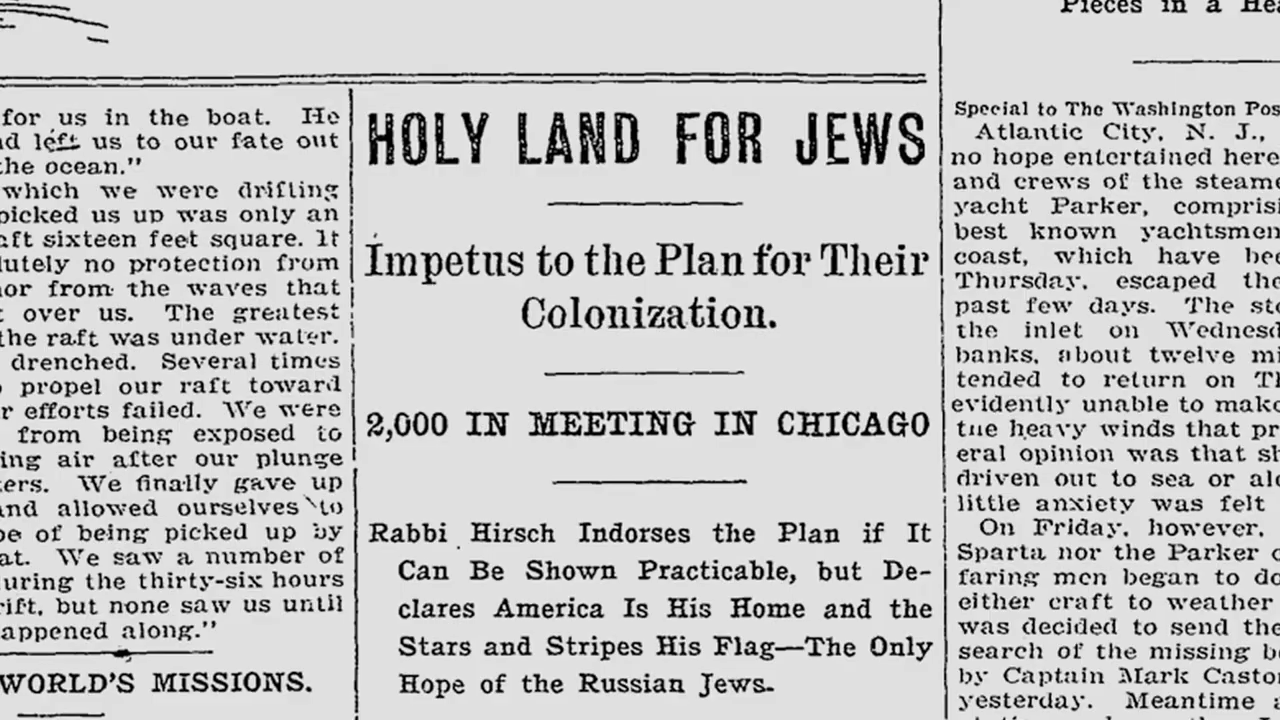 for us in the boat. He
left us to our fate out
the ocean."
which we were drifting
picked us up was only an
sixteen feet square. It
no protection from
from the waves that
over us. The greatest
the raft was under water.
drenched. Several times
propel our raft toward
efforts failed. We were
from being exposed to
air after our plunge
We finally gave up
and allowed ourselves to
of being picked up by
We saw a number of
the thirty-six hours
but none saw us until
along."
WORLD'S MISSIONS.
HOLY LAND FOR JEWS
Impetus to the Plan for Their
Colonization.
2,000 IN MEETING IN CHICAGO
Rabbi Hirsch Indorses the Plan if It
Can Be Shown Practicable, but De-
clares America Is His Home and the
Stars and Stripes His Flag—The Only
Hope of the Russian Jews.
Pieces in a
Special to The Washington
Atlantic City, N. J.,
no hope entertained here
and crews of the
yacht Parker,
best known yachtsmen
coast, which have
Thursday, escaped the
past few days. The
the inlet on
banks, about twelve
tended to return on
evidently unable to make
the heavy winds that
eral opinion was that
driven out to sea or
little anxiety was felt
On Friday, however,
Sparta nor the Parker
faring men began to
either craft to weather
was decided to send the
search of the missing
by Captain Mark
yesterday. Meantime